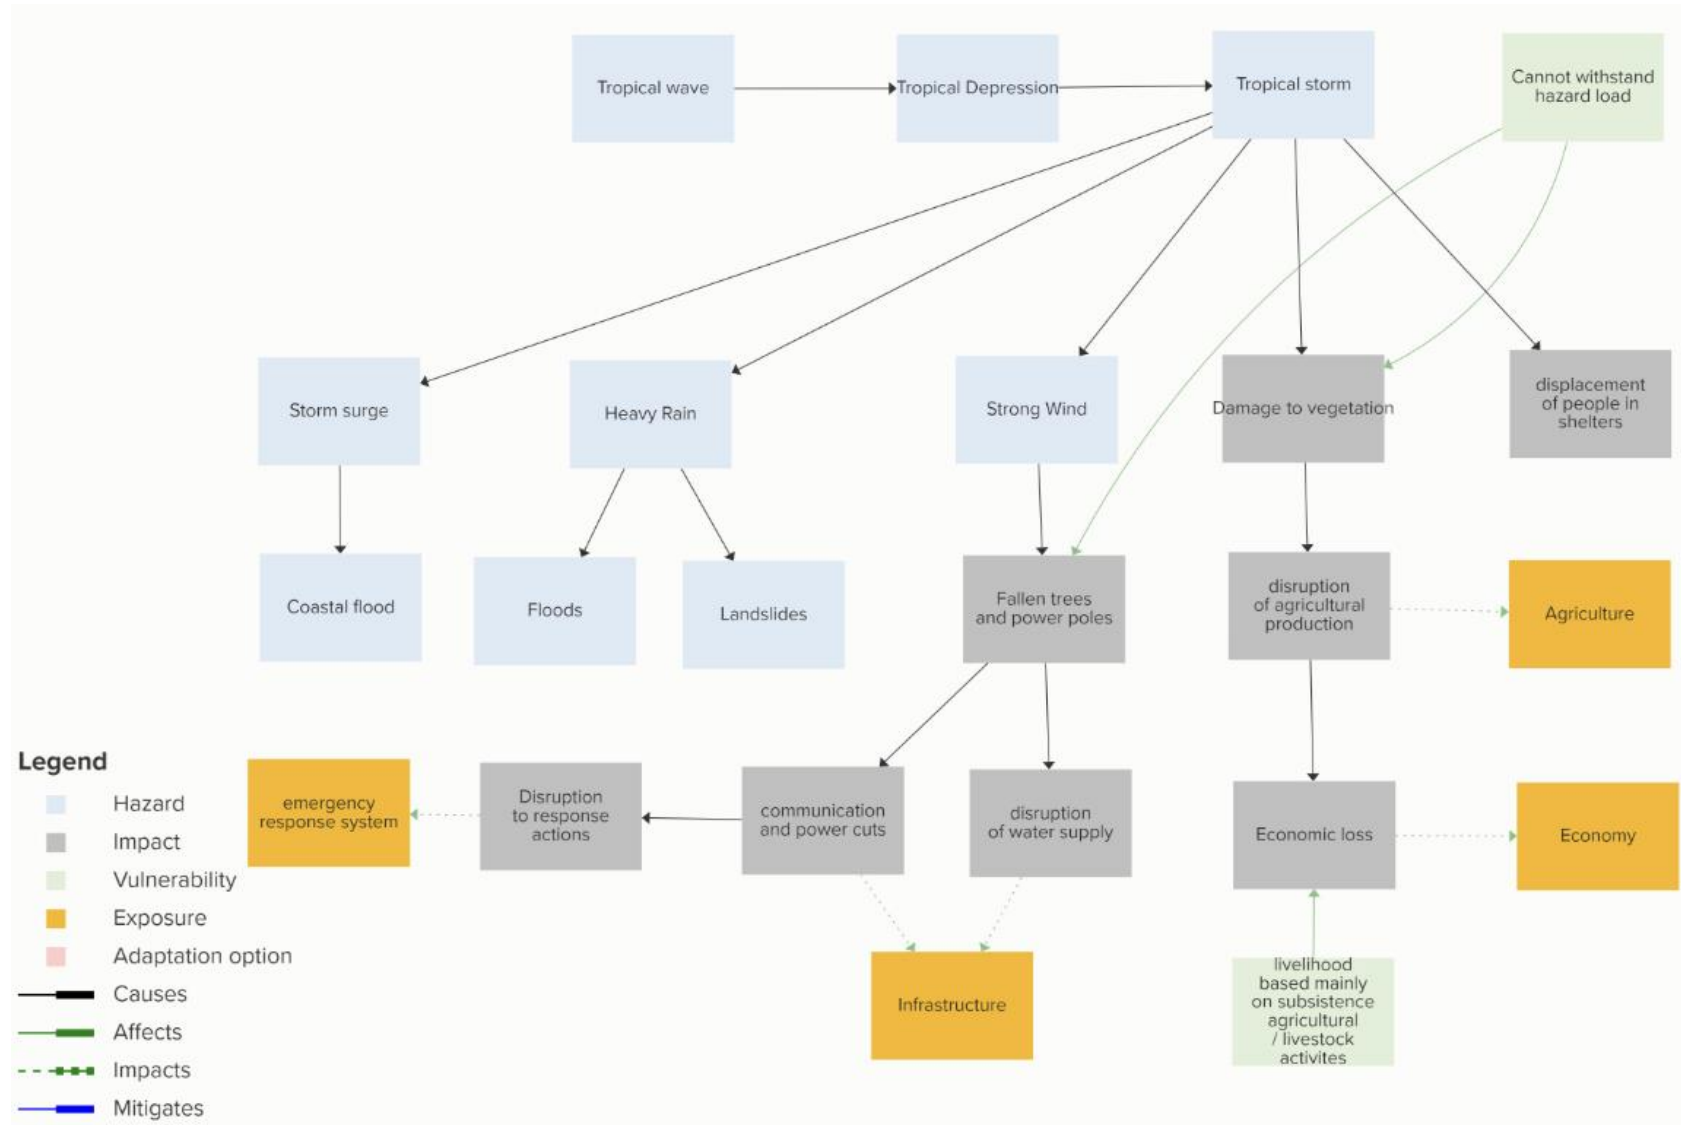 Tropical wave
Tropical Depression
Tropical storm
Cannot withstand
hazard load
Storm surge
Heavy Rain
Strong Wind
Damage to vegetation
displacement
of people in
shelters
Coastal flood
Floods
Landslides
Fallen trees
and power poles
disruption
of agricultural
production
Agriculture
emergency
response system
Disruption
to response
actions
communication
and power cuts
disruption
of water supply
Economic loss
Economy
Infrastructure
livelihood
based mainly
on subsistence
agricultural
/ livestock
activites
Legend
Hazard
Impact
Vulnerability
Exposure
Adaptation option
Causes
Affects
Impacts
Mitigates